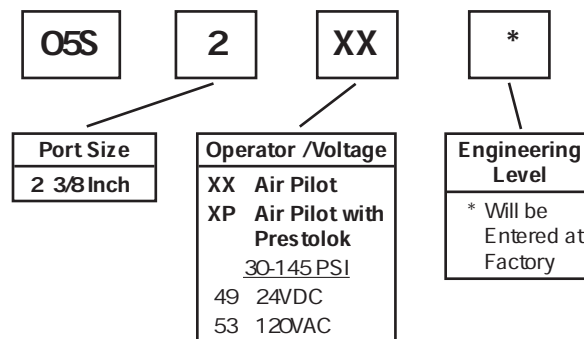 05S 2 XX *
Port Size
2 3/8 Inch
Operator /Voltage
XX Air Pilot
XP Air Pilot with
Prestolok
30-145 PSI
49 24VDC
53 120VAC
Engineering
Level
* Will be
Entered at
Factory